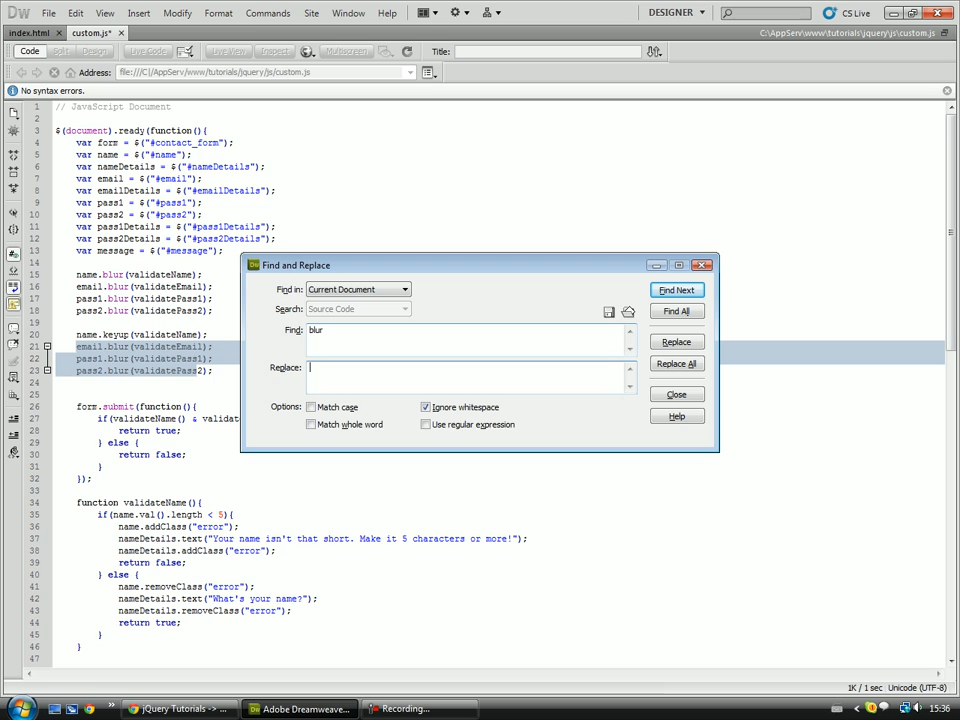 DW File Edit View Insert Modify Format Commands Site Window Help DESIGNER CS Live
index.html custom.js* C:\AppServ\www\tutorials\jquery\js\custom.js
Code Split Design Live Code Live View Inspect Multiscreen Title:
Address: file:///C|/AppServ/www/tutorials/jquery/js/custom.js
No syntax errors.
1 // JavaScript Document
2
3 $(document).ready(function(){
4 var form = $("#contact_form");
5 var name = $("#name");
6 var nameDetails = $("#nameDetails");
7 var email = $("#email");
8 var emailDetails = $("#emailDetails");
9 var pass1 = $("#pass1");
10 var pass2 = $("#pass2");
11 var pass1Details = $("#pass1Details");
12 var pass2Details = $("#pass2Details");
13 var message = $("#message");
14
15 name.blur(validateName);
16 email.blur(validateEmail);
17 pass1.blur(validatePass1);
18 pass2.blur(validatePass2);
19
20 name.keyup(validateName);
21 email.blur(validateEmail);
22 pass1.blur(validatePass1);
23 pass2.blur(validatePass2);
24
25
26 form.submit(function(){
27 if(validateName() & valida
28 return true;
29 } else {
30 return false;
31 }
32 });
33
34 function validateName(){
35 if(name.val().length < 5){
36 name.addClass("error");
37 nameDetails.text("Your name isn't that short. Make it 5 characters or more!");
38 nameDetails.addClass("error");
39 return false;
40 } else {
41 name.removeClass("error");
42 nameDetails.text("What's your name?");
43 nameDetails.removeClass("error");
44 return true;
45 }
46 }
47
Find and Replace
Find in: Current Document Find Next
Search: Source Code Find All
Find: blur
Replace
Replace: Replace All
Close
Options: Match case Ignore whitespace
Help
Match whole word Use regular expression
1K / 1 sec Unicode (UTF-8)
jQuery Tutorials -> ... Adobe Dreamweave... Recording... 15:36